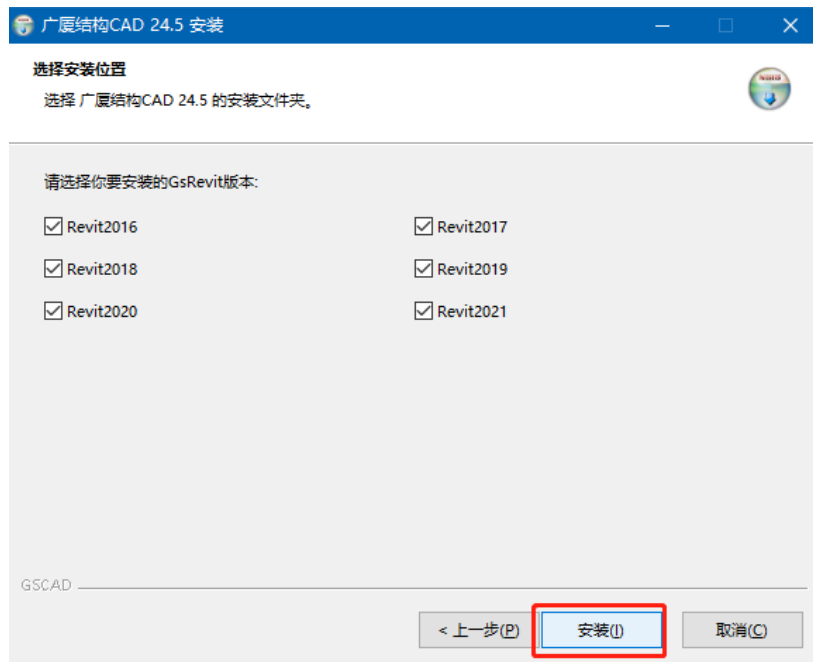 广厦结构CAD 24.5 安装
选择安装位置
选择 广厦结构CAD 24.5 的安装文件夹。
请选择你要安装的GsRevit版本:
Revit2016 Revit2017
Revit2018 Revit2019
Revit2020 Revit2021
GSCAD
< 上一步(P) 安装(I) 取消(C)